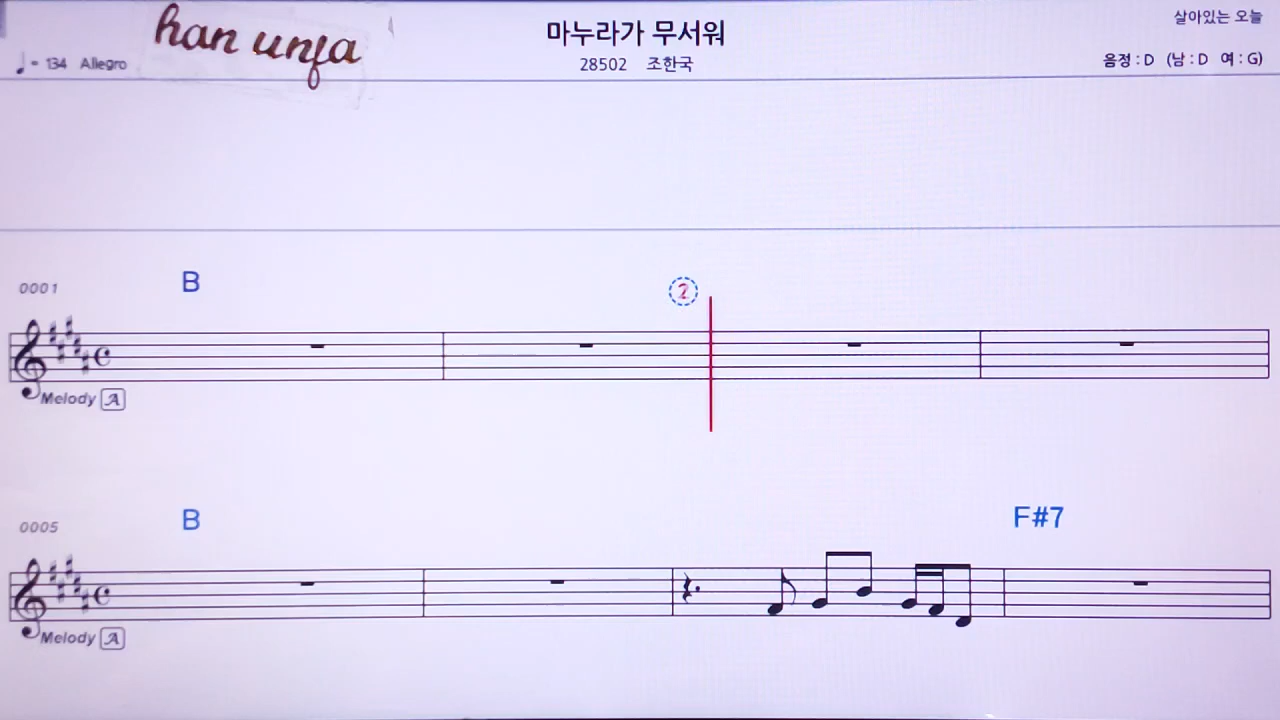 살아있는 오늘
han unfa
마누라가 무서워
♩= 134 Allegro
28502 조한국
음정 : D (남 : D 여 : G)
0001
B
2
Melody A
0005
B
F#7
Melody A